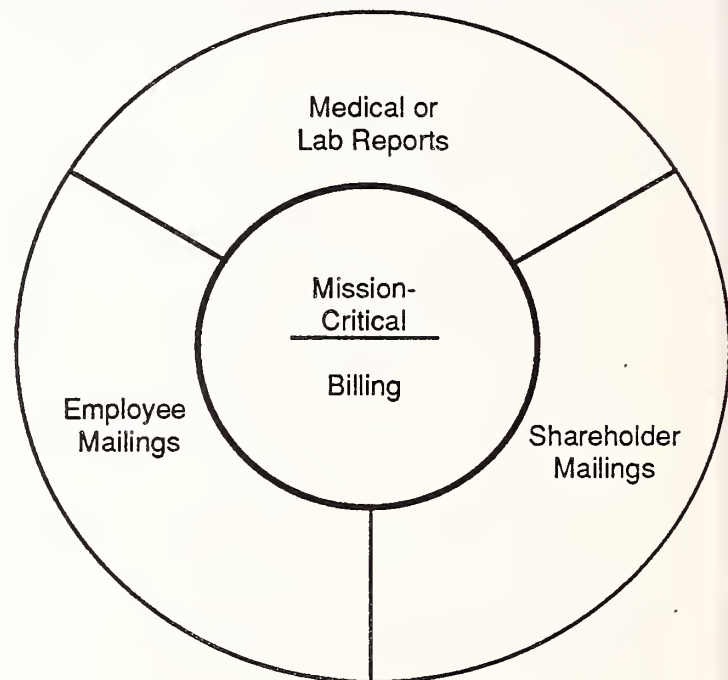 Medical or
Lab Reports
Mission-
Critical
Billing
Employee
Mailings
Shareholder
Mailings